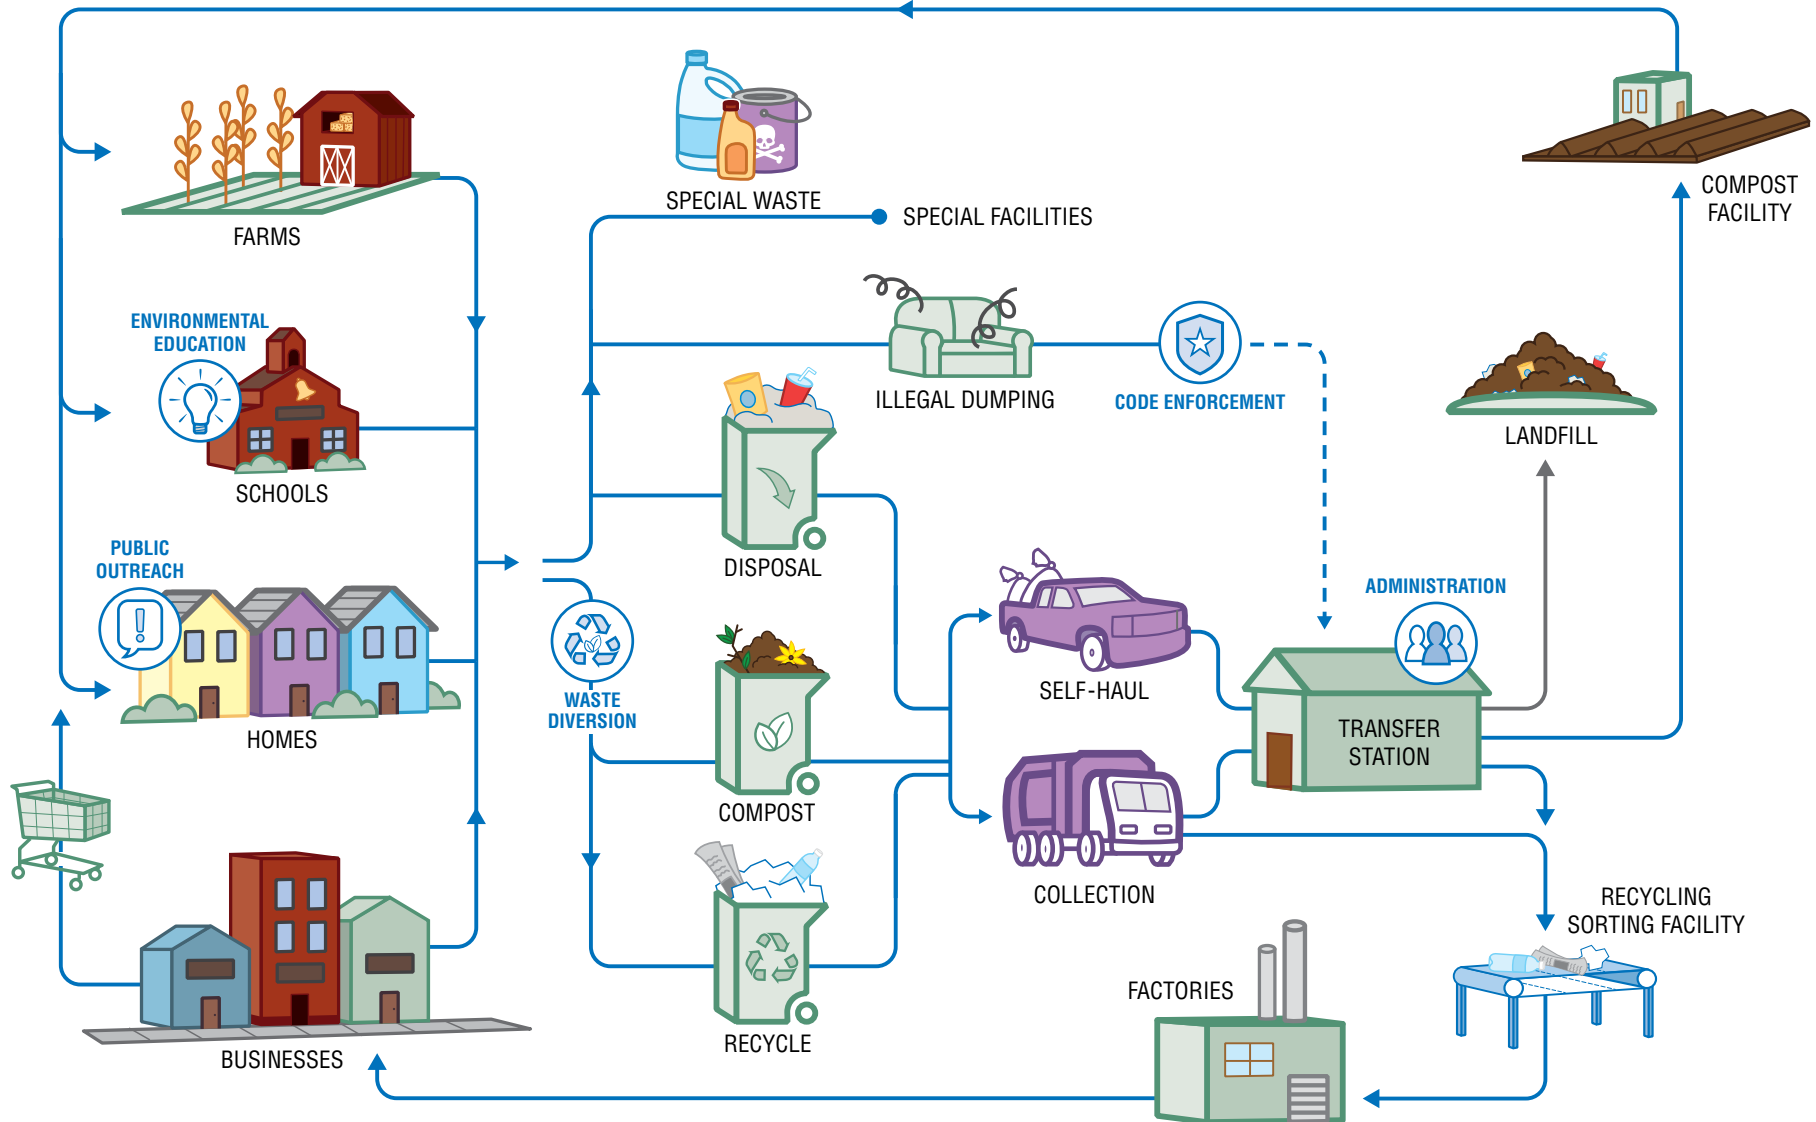 SPECIAL WASTE
SPECIAL FACILITIES
COMPOST
FACILITY
FARMS
ENVIRONMENTAL
EDUCATION
SCHOOLS
ILLEGAL DUMPING
CODE ENFORCEMENT
LANDFILL
PUBLIC
OUTREACH
HOMES
DISPOSAL
WASTE
DIVERSION
COMPOST
SELF-HAUL
ADMINISTRATION
TRANSFER
STATION
COLLECTION
RECYCLING
SORTING FACILITY
FACTORIES
RECYCLE
BUSINESSES